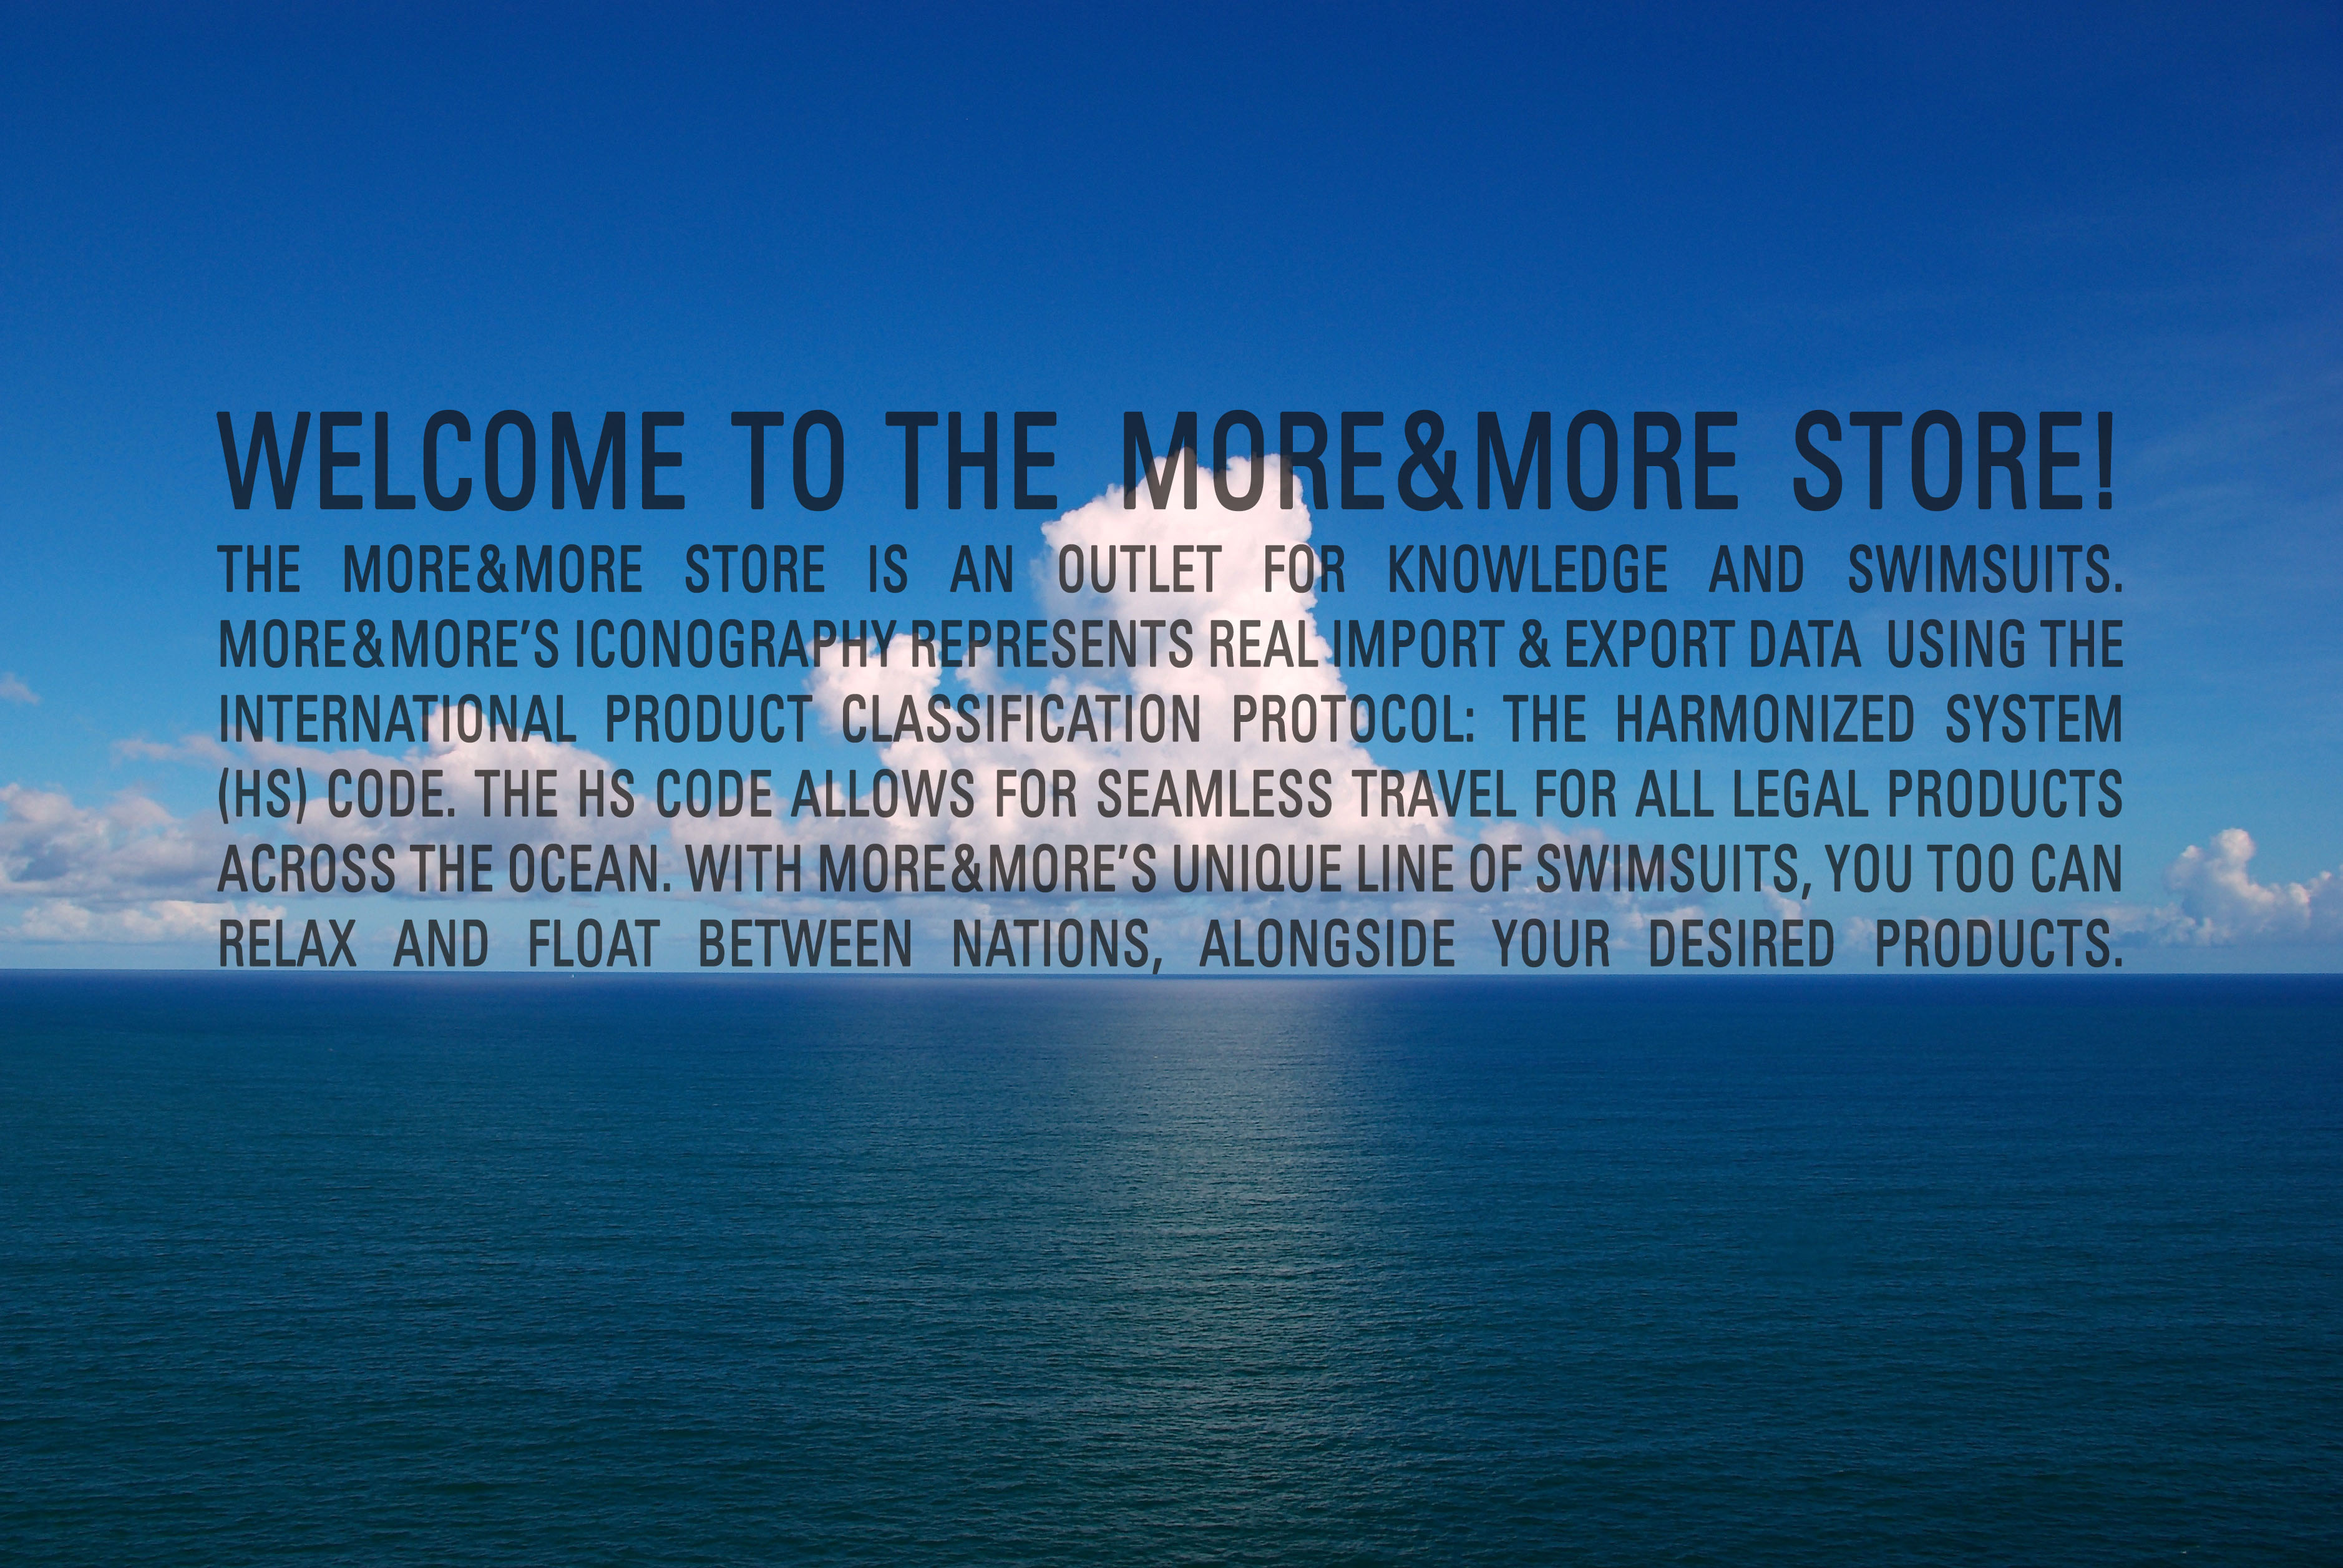 WELCOME TO THE MORE&MORE STORE!
THE MORE&MORE STORE IS AN OUTLET FOR KNOWLEDGE AND SWIMSUITS.
MORE&MORE’S ICONOGRAPHY REPRESENTS REAL IMPORT & EXPORT DATA USING THE
INTERNATIONAL PRODUCT CLASSIFICATION PROTOCOL: THE HARMONIZED SYSTEM
(HS) CODE. THE HS CODE ALLOWS FOR SEAMLESS TRAVEL FOR ALL LEGAL PRODUCTS
ACROSS THE OCEAN. WITH MORE&MORE’S UNIQUE LINE OF SWIMSUITS, YOU TOO CAN
RELAX AND FLOAT BETWEEN NATIONS, ALONGSIDE YOUR DESIRED PRODUCTS.